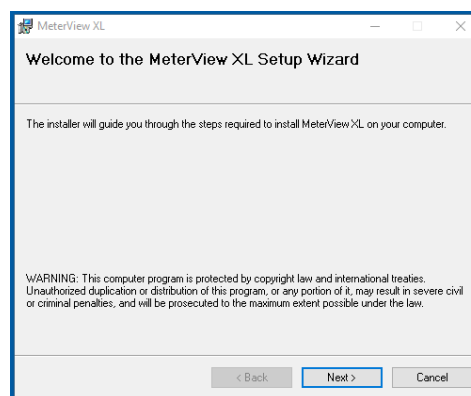 MeterView XL
Welcome to the MeterView XL Setup Wizard
The installer will guide you through the steps required to install MeterView XL on your computer.
WARNING: This computer program is protected by copyright law and international treaties.
Unauthorized duplication or distribution of this program, or any portion of it, may result in severe civil
or criminal penalties, and will be prosecuted to the maximum extent possible under the law.
< Back Next > Cancel